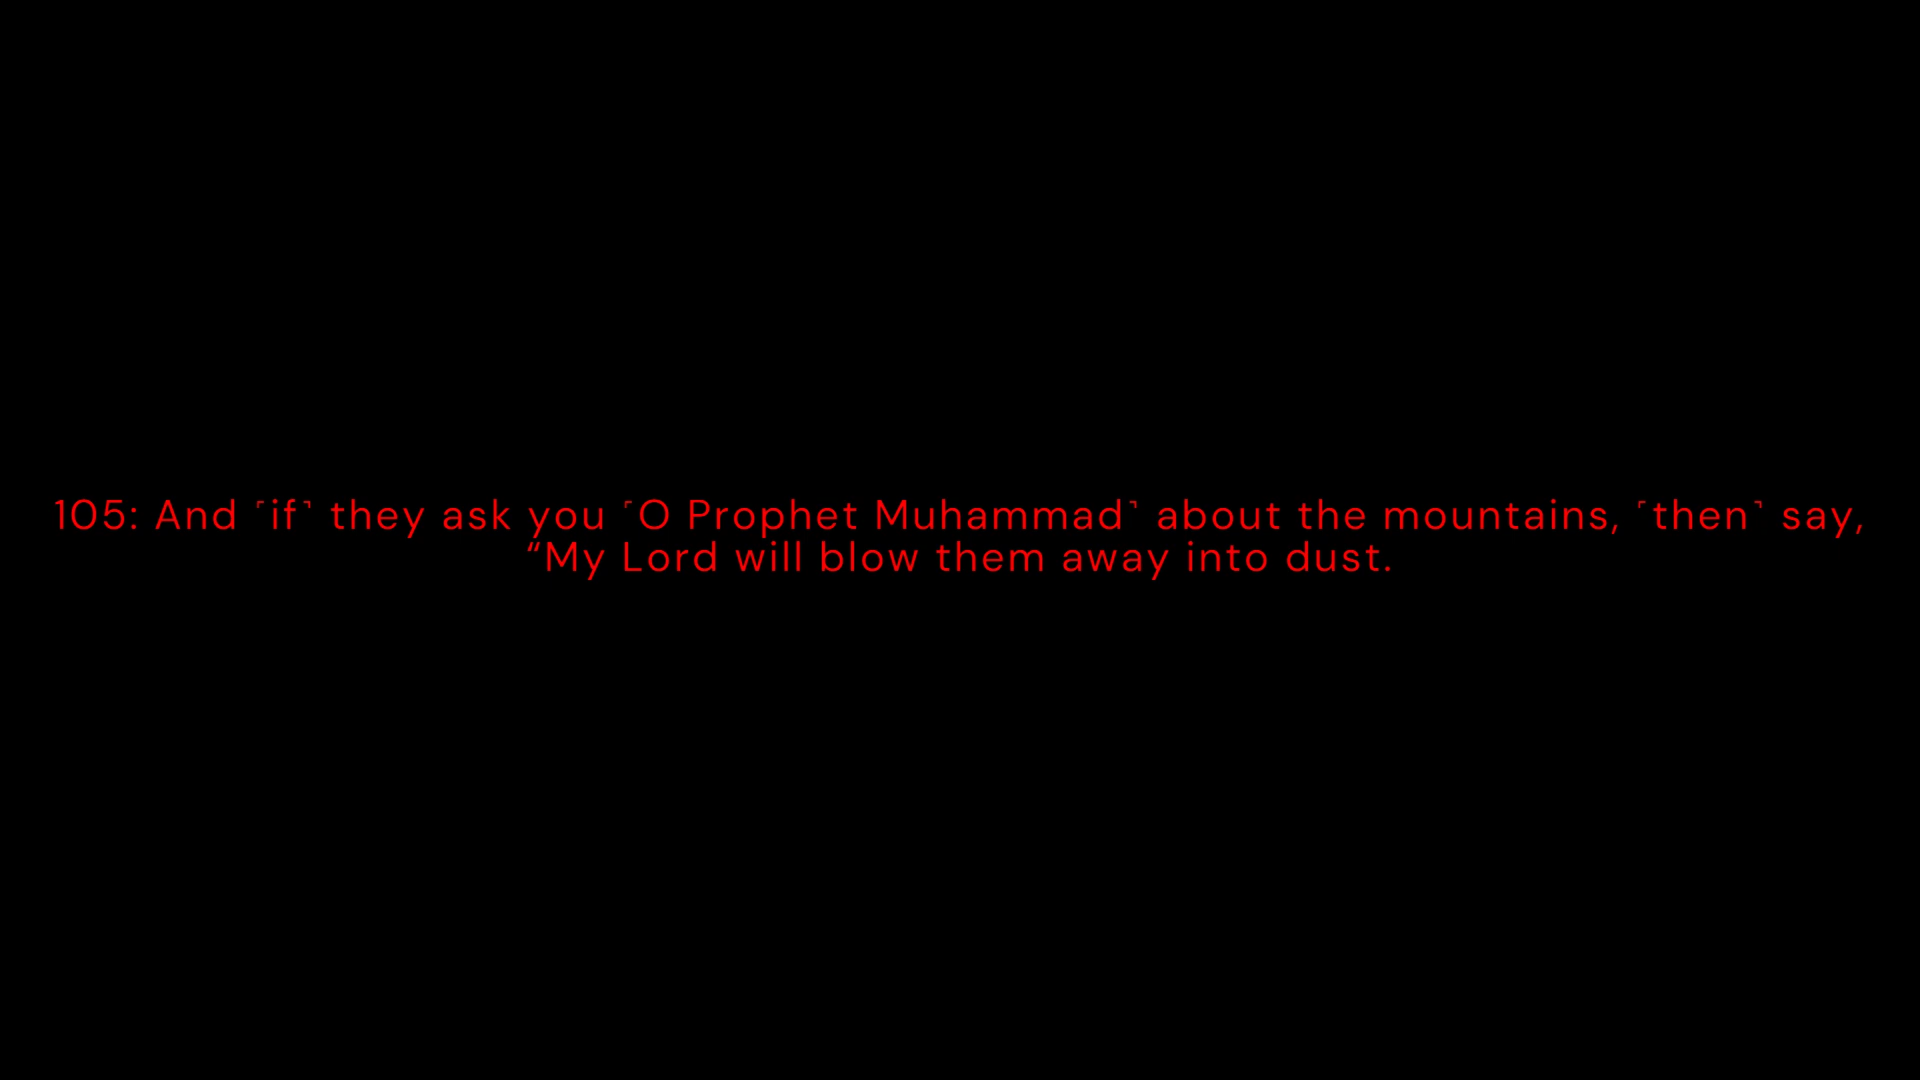 105: And ˹if˺ they ask you ˹O Prophet Muhammad˺ about the mountains, ˹then˺ say,
“My Lord will blow them away into dust.